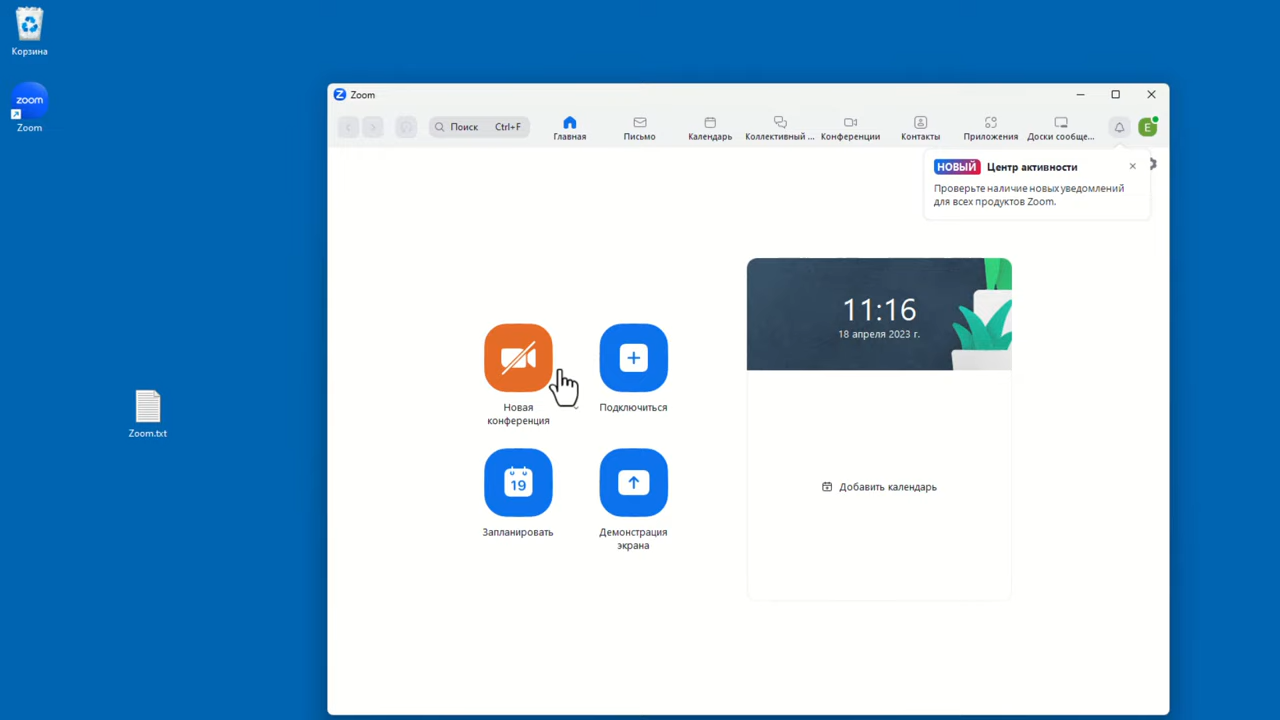 Корзина
zoom
Zoom
Zoom.txt
Zoom
Поиск Ctrl+F
Главная
Письмо
Календарь
Коллективный ...
Конференции
Контакты
Приложения
Доски сообще...
E
НОВЫЙ Центр активности
Проверьте наличие новых уведомлений
для всех продуктов Zoom.
11:16
18 апреля 2023 г.
Новая
конференция
Подключиться
19
Запланировать
Демонстрация
экрана
Добавить календарь